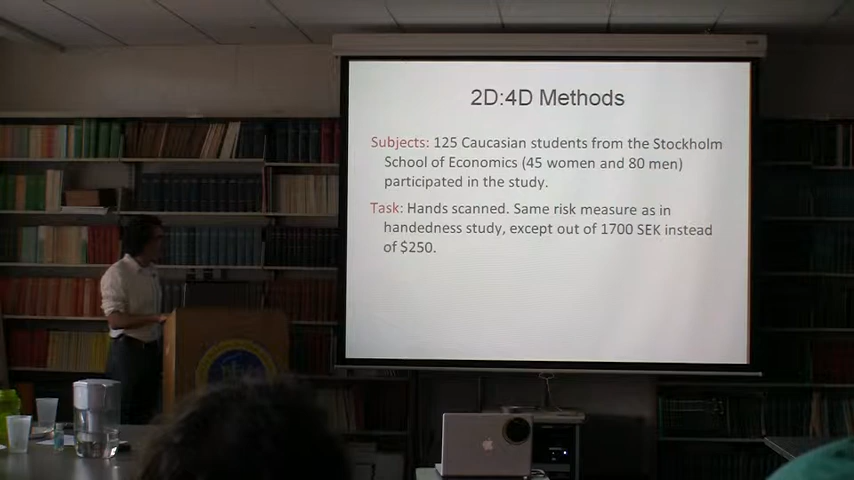 2D:4D Methods
Subjects: 125 Caucasian students from the Stockholm
School of Economics (45 women and 80 men)
participated in the study.
Task: Hands scanned. Same risk measure as in
handedness study, except out of 1700 SEK instead
of $250.